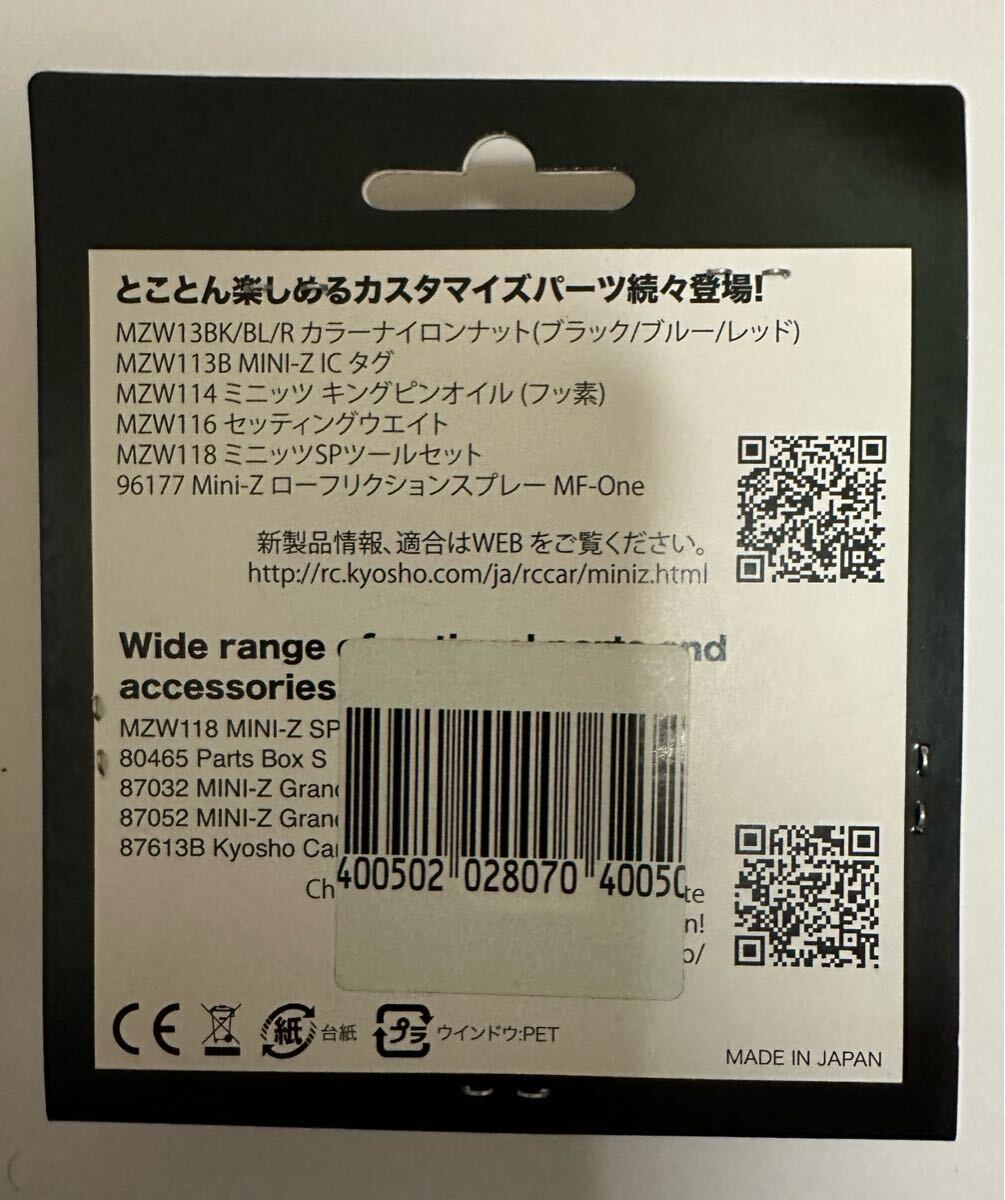 とことん楽しめるカスタマイズパーツ続々登場!
MZW13BK/BL/R カラーナイロンナット(ブラック/ブルー/レッド)
MZW113B MINI-Z IC タグ
MZW114 ミニッツ キングピンオイル (フッ素)
MZW116 セッティングウエイト
MZW118 ミニッツSPツールセット
96177 Mini-Z ローフリクションスプレー MF-One
新製品情報、適合はWEB をご覧ください。
http://rc.kyosho.com/ja/rccar/miniz.html
Wide range and
accessories
MZW118 MINI-Z SP
80465 Parts Box S
87032 MINI-Z
87052 MINI-Z
87613B Kyosho
400502 028070 40050
CE 紙 台紙 プラ ウインドウ:PET
MADE IN JAPAN